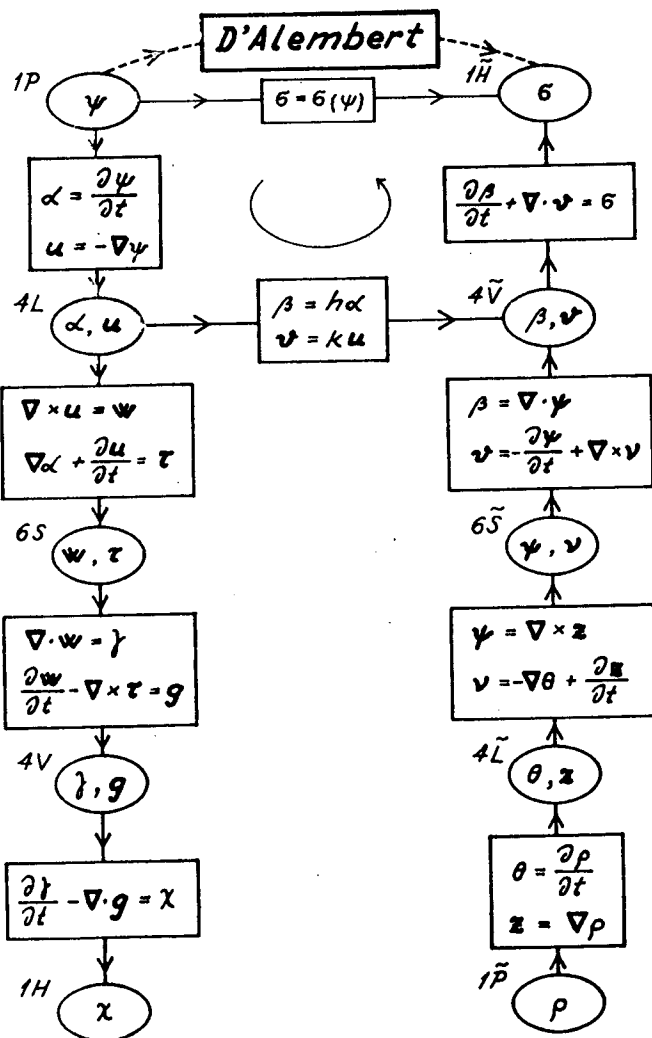 D'Alembert
1P
ψ
σ = σ(ψ)
1H̃
σ
α = ∂ψ/∂t
u = -∇ψ
∂β/∂t + ∇·v = σ
4L
α, u
β = hα
v = ku
4Ṽ
β, v
∇ × u = w
∇α + ∂u/∂t = τ
β = ∇·ψ
v = -∂ψ/∂t + ∇ × ν
6S
w, τ
6S̃
ψ, ν
∇·w = γ
∂w/∂t - ∇ × τ = g
ψ = ∇ × z
ν = -∇θ + ∂z/∂t
4V
γ, g
4L̃
θ, z
∂γ/∂t - ∇·g = χ
θ = ∂ρ/∂t
z = ∇ρ
1H
χ
1P̃
ρ